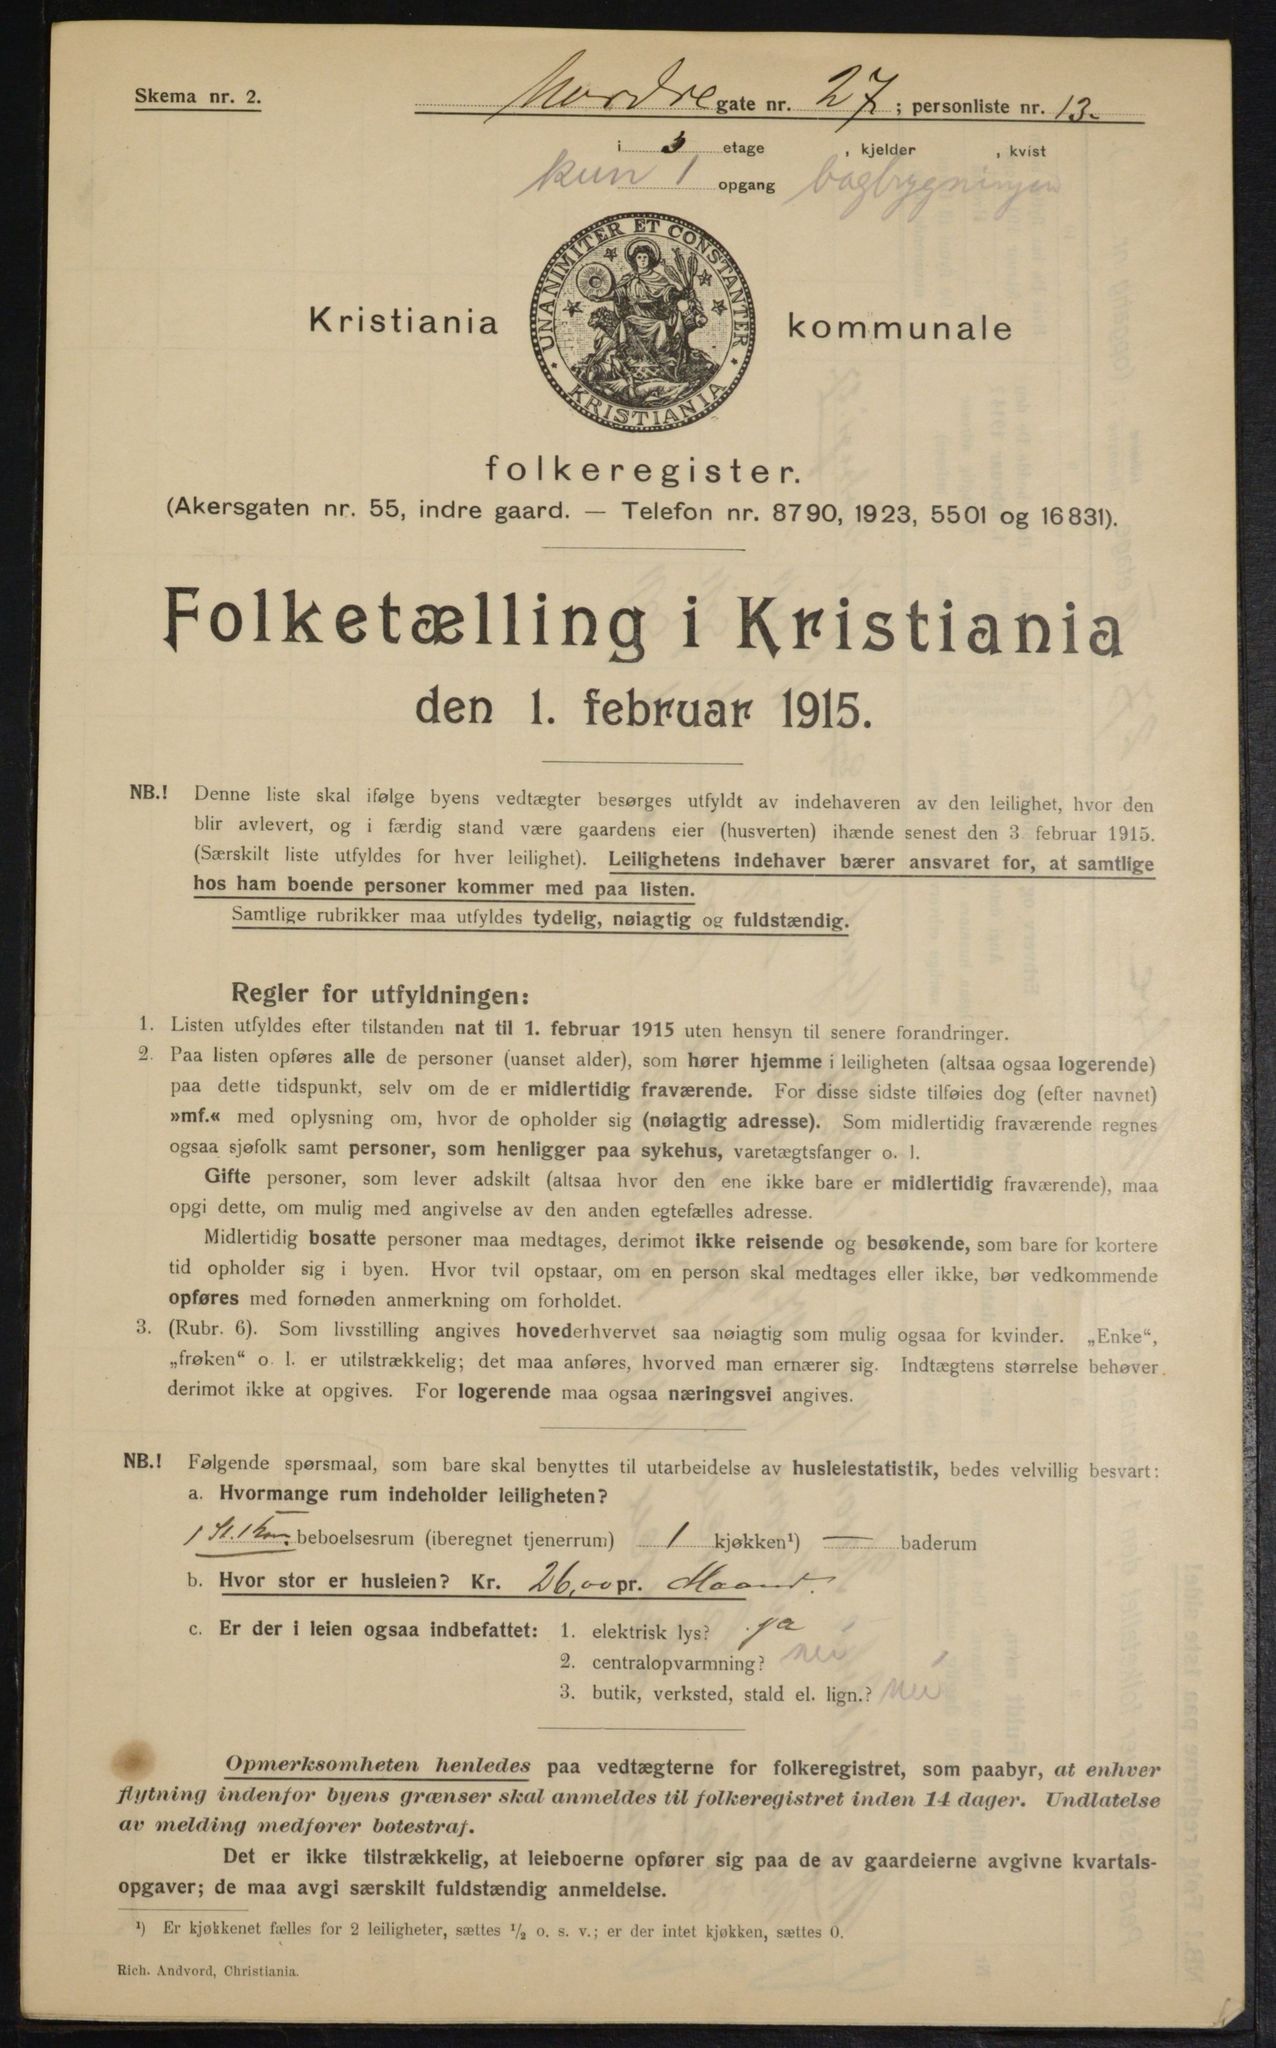 Skema nr. 2.
Nordre gate nr. 27 ; personliste nr. 13.
i 3 etage , kjelder , kvist
kun 1 opgang bagbygningen
UNANIMITER ET CONSTANTER
KRISTIANIA
Kristiania kommunale
folkeregister.
(Akersgaten nr. 55, indre gaard. — Telefon nr. 8790, 1923, 5501 og 16831).
Folketælling i Kristiania
den 1. februar 1915.
NB.! Denne liste skal ifølge byens vedtægter besørges utfyldt av indehaveren av den leilighet, hvor den
blir avlevert, og i færdig stand være gaardens eier (husverten) ihænde senest den 3. februar 1915.
(Særskilt liste utfyldes for hver leilighet). Leilighetens indehaver bærer ansvaret for, at samtlige
hos ham boende personer kommer med paa listen.
Samtlige rubrikker maa utfyldes tydelig, nøiagtig og fuldstændig.
Regler for utfyldningen:
1. Listen utfyldes efter tilstanden nat til 1. februar 1915 uten hensyn til senere forandringer.
2. Paa listen opføres alle de personer (uanset alder), som hører hjemme i leiligheten (altsaa ogsaa logerende)
paa dette tidspunkt, selv om de er midlertidig fraværende. For disse sidste tilføies dog (efter navnet)
»mf.« med oplysning om, hvor de opholder sig (nøiagtig adresse). Som midlertidig fraværende regnes
ogsaa sjøfolk samt personer, som henligger paa sykehus, varetægtsfanger o. l.
Gifte personer, som lever adskilt (altsaa hvor den ene ikke bare er midlertidig fraværende), maa
opgi dette, om mulig med angivelse av den anden egtefælles adresse.
Midlertidig bosatte personer maa medtages, derimot ikke reisende og besøkende, som bare for kortere
tid opholder sig i byen. Hvor tvil opstaar, om en person skal medtages eller ikke, bør vedkommende
opføres med fornøden anmerkning om forholdet.
3. (Rubr. 6). Som livsstilling angives hovederhvervet saa nøiagtig som mulig ogsaa for kvinder. „Enke“,
„frøken“ o. l. er utilstrækkelig; det maa anføres, hvorved man ernærer sig. Indtægtens størrelse behøver
derimot ikke at opgives. For logerende maa ogsaa næringsvei angives.
NB.! Følgende spørsmaal, som bare skal benyttes til utarbeidelse av husleiestatistik, bedes velvillig besvart:
a. Hvormange rum indeholder leiligheten?
1 St. 1 Kam. beboelsesrum (iberegnet tjenerrum) 1 kjøkken¹) — baderum
b. Hvor stor er husleien? Kr. 26,00 pr. Maaned.
c. Er der i leien ogsaa indbefattet: 1. elektrisk lys? ja
2. centralopvarmning? nei
3. butik, verksted, stald el. lign.? nei
Opmerksomheten henledes paa vedtægterne for folkeregistret, som paabyr, at enhver
flytning indenfor byens grænser skal anmeldes til folkeregistret inden 14 dager. Undlatelse
av melding medfører botestraf.
Det er ikke tilstrækkelig, at leieboerne opfører sig paa de av gaardeierne avgivne kvartals-
opgaver; de maa avgi særskilt fuldstændig anmeldelse.
¹) Er kjøkkenet fælles for 2 leiligheter, sættes ½ o. s. v.; er der intet kjøkken, sættes 0.
Rich. Andvord, Christiania.